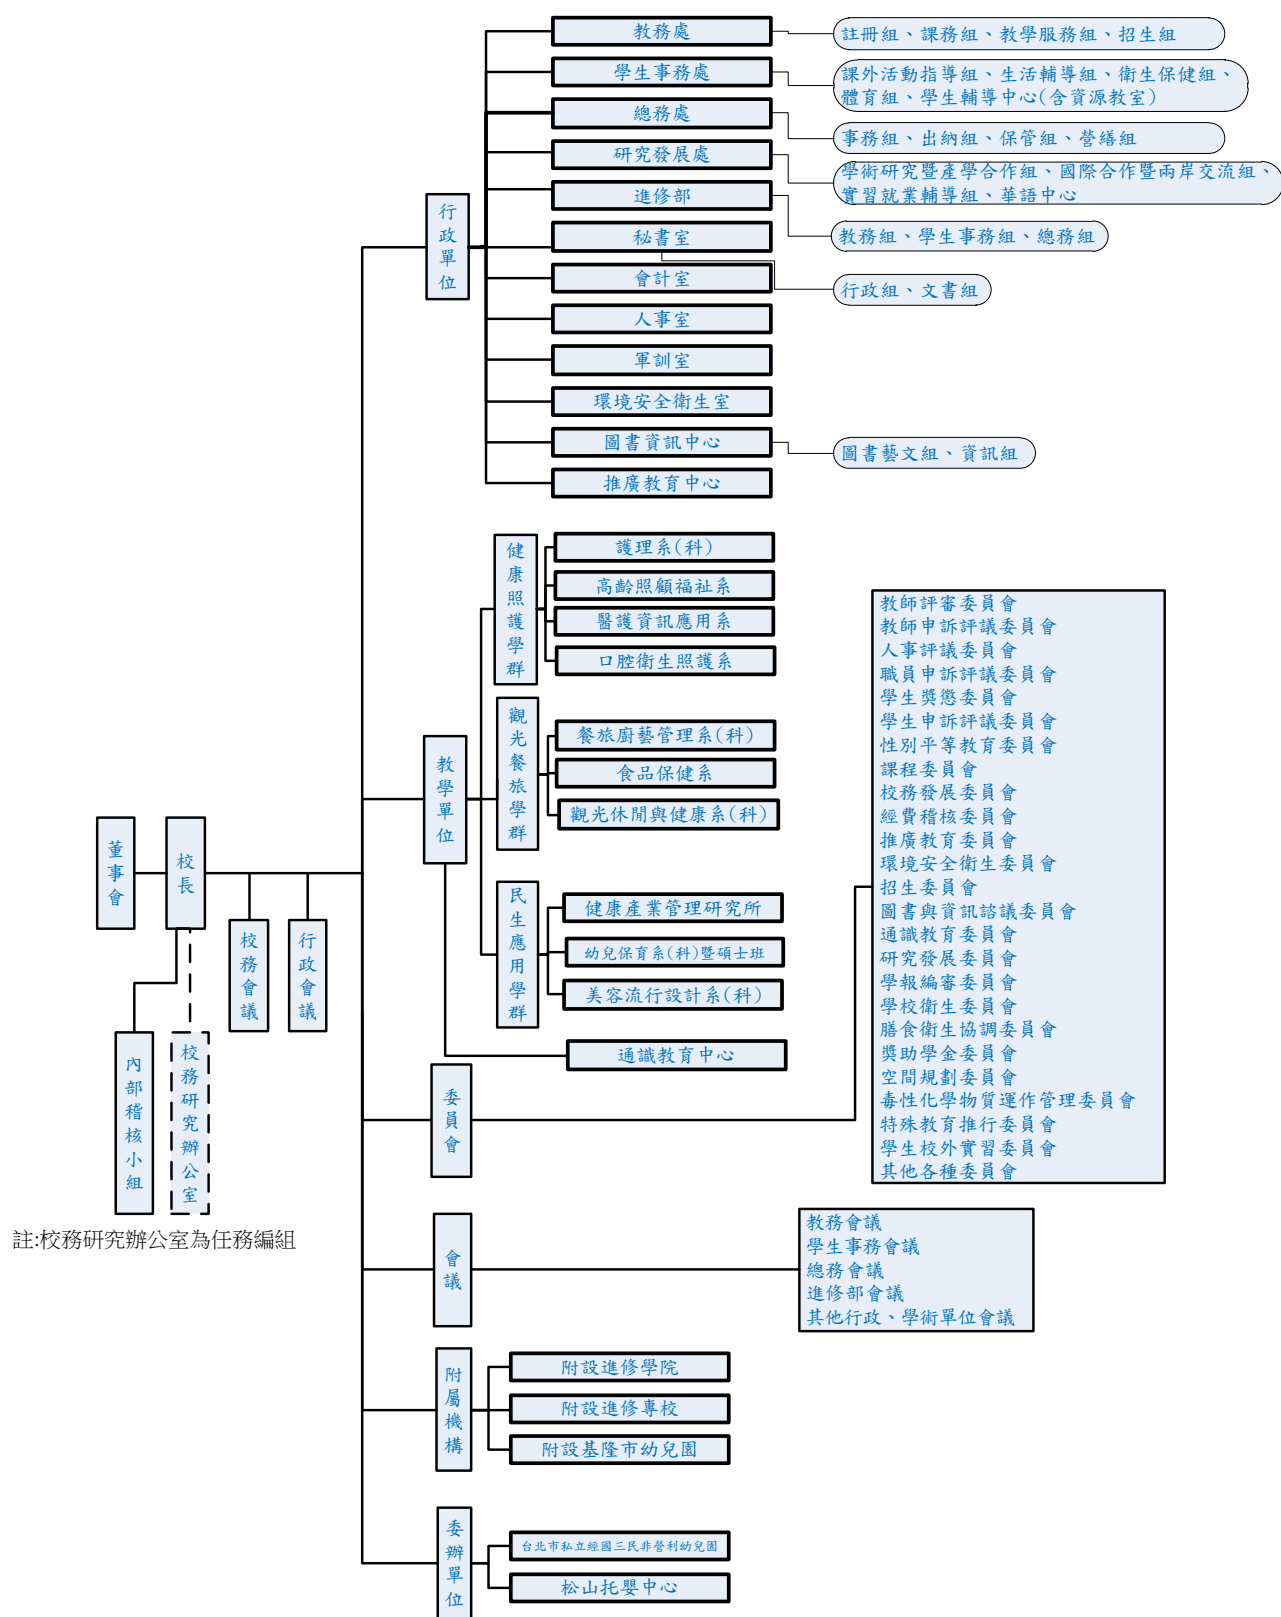 董事會
校長
內部稽核小組
校務研究辦公室
註:校務研究辦公室為任務編組
校務會議
行政會議
行政單位
教務處
註冊組、課務組、教學服務組、招生組
學生事務處
課外活動指導組、生活輔導組、衛生保健組、
體育組、學生輔導中心(含資源教室)
總務處
事務組、出納組、保管組、營繕組
研究發展處
學術研究暨產學合作組、國際合作暨兩岸交流組、
實習就業輔導組、華語中心
進修部
教務組、學生事務組、總務組
秘書室
行政組、文書組
會計室
人事室
軍訓室
環境安全衛生室
圖書資訊中心
圖書藝文組、資訊組
推廣教育中心
教學單位
健康照護學群
護理系(科)
高齡照顧福祉系
醫護資訊應用系
口腔衛生照護系
觀光餐旅學群
餐旅廚藝管理系(科)
食品保健系
觀光休閒與健康系(科)
民生應用學群
健康產業管理研究所
幼兒保育系(科)暨碩士班
美容流行設計系(科)
通識教育中心
委員會
教師評審委員會
教師申訴評議委員會
人事評議委員會
職員申訴評議委員會
學生獎懲委員會
學生申訴評議委員會
性別平等教育委員會
課程委員會
校務發展委員會
經費稽核委員會
推廣教育委員會
環境安全衛生委員會
招生委員會
圖書與資訊諮議委員會
通識教育委員會
研究發展委員會
學報編審委員會
學校衛生委員會
膳食衛生協調委員會
獎助學金委員會
空間規劃委員會
毒性化學物質運作管理委員會
特殊教育推行委員會
學生校外實習委員會
其他各種委員會
會議
教務會議
學生事務會議
總務會議
進修部會議
其他行政、學術單位會議
附屬機構
附設進修學院
附設進修專校
附設基隆市幼兒園
委辦單位
台北市私立經國三民非營利幼兒園
松山托嬰中心